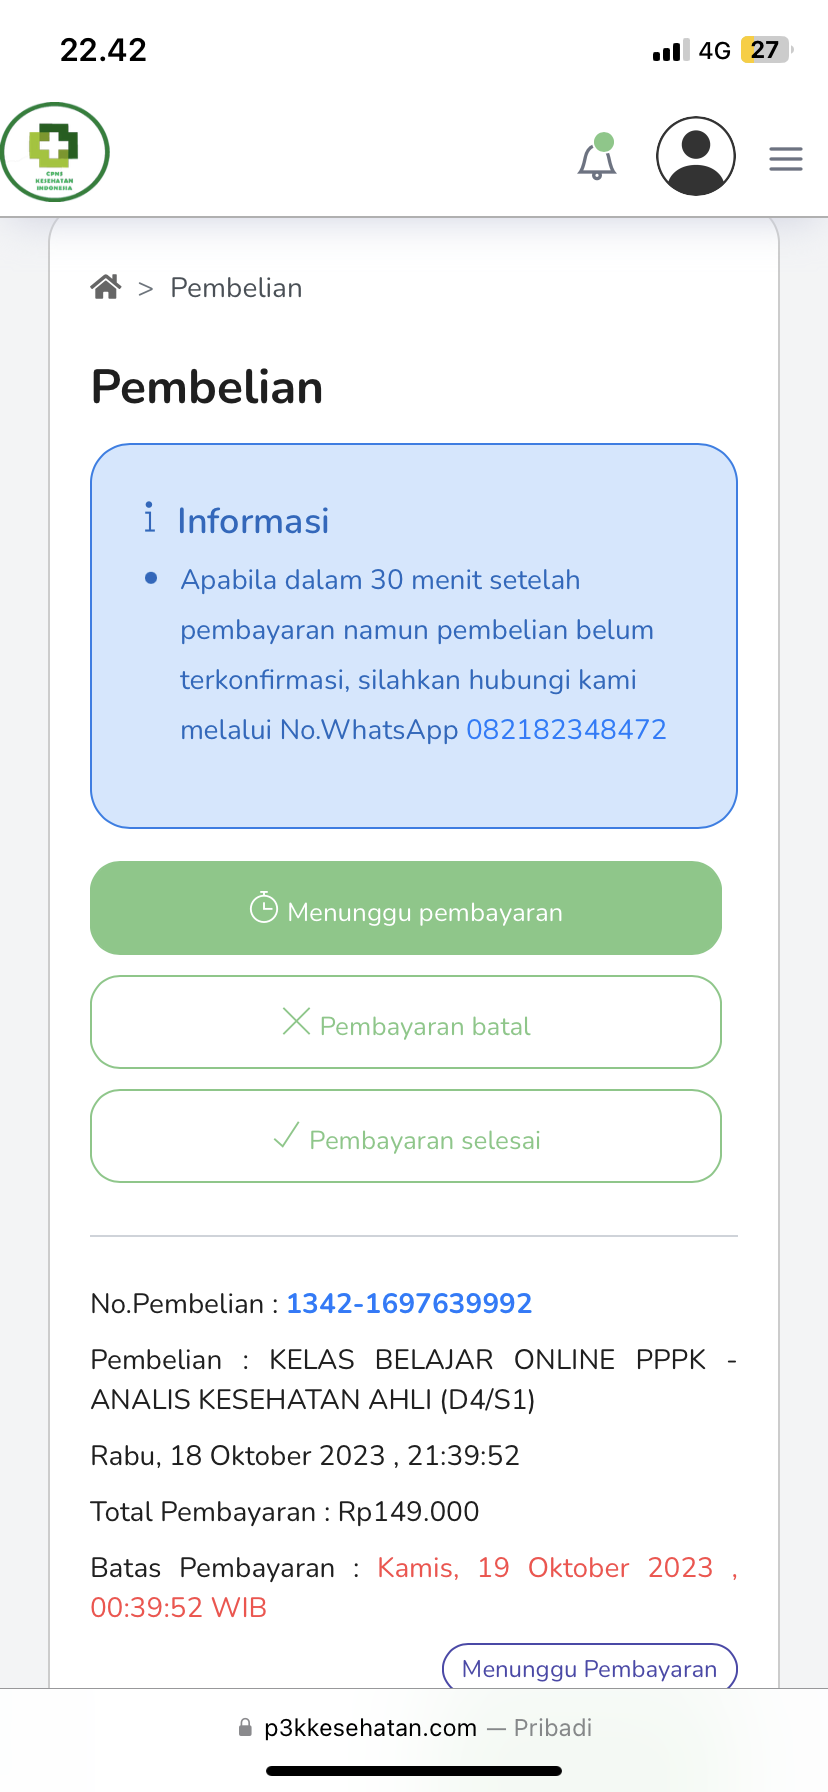 22.42
4G 27
CPNS
KESEHATAN
INDONESIA
> Pembelian
Pembelian
Informasi
• Apabila dalam 30 menit setelah
pembayaran namun pembelian belum
terkonfirmasi, silahkan hubungi kami
melalui No.WhatsApp 082182348472
Menunggu pembayaran
Pembayaran batal
Pembayaran selesai
No.Pembelian : 1342-1697639992
Pembelian : KELAS BELAJAR ONLINE PPPK -
ANALIS KESEHATAN AHLI (D4/S1)
Rabu, 18 Oktober 2023 , 21:39:52
Total Pembayaran : Rp149.000
Batas Pembayaran : Kamis, 19 Oktober 2023 ,
00:39:52 WIB
Menunggu Pembayaran
p3kkesehatan.com — Pribadi